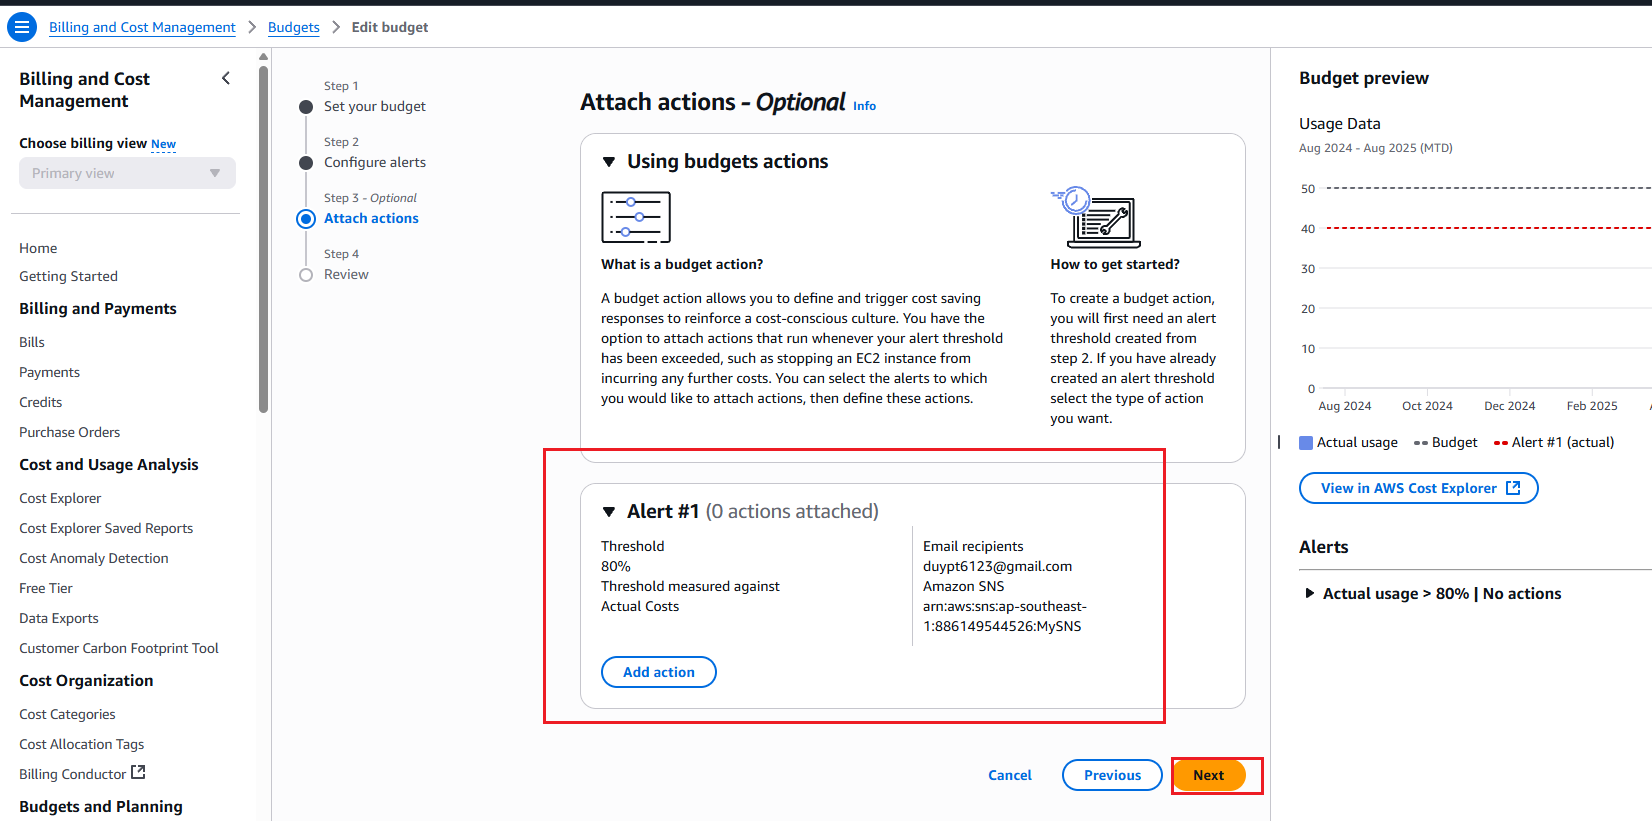 Billing and Cost Management > Budgets > Edit budget
Billing and Cost
Management
Choose billing view New
Primary view
Home
Getting Started
Billing and Payments
Bills
Payments
Credits
Purchase Orders
Cost and Usage Analysis
Cost Explorer
Cost Explorer Saved Reports
Cost Anomaly Detection
Free Tier
Data Exports
Customer Carbon Footprint Tool
Cost Organization
Cost Categories
Cost Allocation Tags
Billing Conductor
Budgets and Planning
Step 1
Set your budget
Step 2
Configure alerts
Step 3 - Optional
Attach actions
Step 4
Review
Attach actions - Optional Info
Using budgets actions
What is a budget action?
A budget action allows you to define and trigger cost saving
responses to reinforce a cost-conscious culture. You have the
option to attach actions that run whenever your alert threshold
has been exceeded, such as stopping an EC2 instance from
incurring any further costs. You can select the alerts to which
you would like to attach actions, then define these actions.
How to get started?
To create a budget action,
you will first need an alert
threshold created from
step 2. If you have already
created an alert threshold
select the type of action
you want.
Alert #1 (0 actions attached)
Threshold
80%
Threshold measured against
Actual Costs
Email recipients
duypt6123@gmail.com
Amazon SNS
arn:aws:sns:ap-southeast-
1:886149544526:MySNS
Add action
Cancel
Previous
Next
Budget preview
Usage Data
Aug 2024 - Aug 2025 (MTD)
50
40
30
20
10
0
Aug 2024 Oct 2024 Dec 2024 Feb 2025
Actual usage Budget Alert #1 (actual)
View in AWS Cost Explorer
Alerts
Actual usage > 80% | No actions